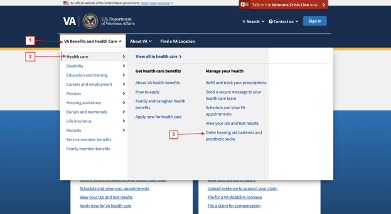 An official website of the United States government
Talk to the Veterans Crisis Line now
VA
U.S. Department
of Veterans Affairs
Search
Contact us
Sign in
1
VA Benefits and Health Care
About VA
Find a VA Location
2
Health care
Disability
Education and training
Careers and employment
Pension
Housing assistance
Burials and memorials
Life insurance
Records
Service member benefits
Family member benefits
View all in health care
Get health care benefits
About VA health benefits
How to apply
Family and caregiver health
benefits
Apply now for health care
Manage your health
Refill and track your prescriptions
Send a secure message to your
health care team
Schedule and view VA
appointments
View your lab and test results
3
Order hearing aid batteries and
prosthetic socks
Schedule and view your appointments
View your lab and test results
Apply now for VA health care
Upload evidence to support your claim
File for a VA disability increase
File a claim for compensation